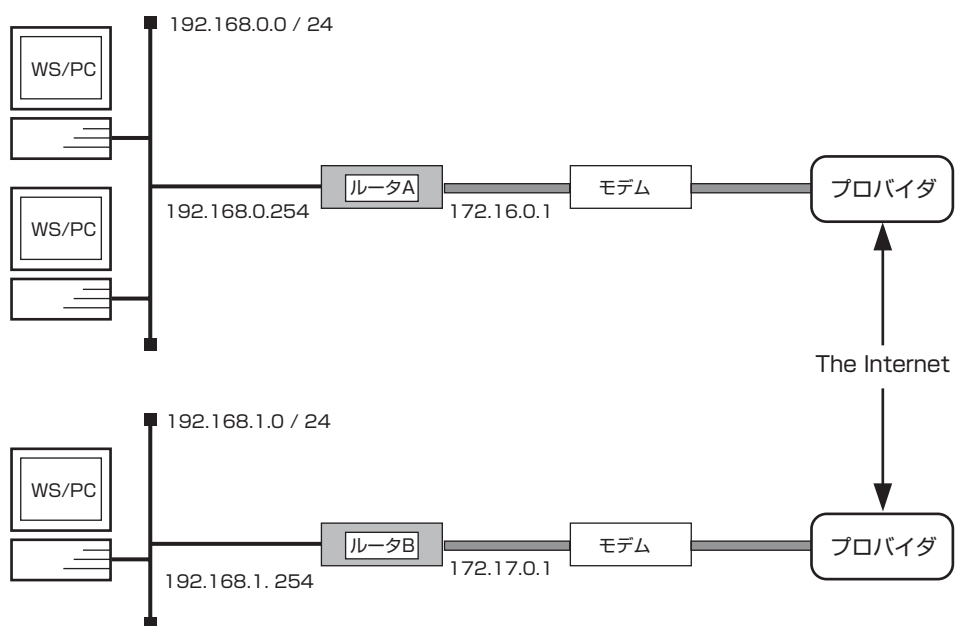 192.168.0.0 / 24
WS/PC
ルータA
モデム
プロバイダ
192.168.0.254
172.16.0.1
WS/PC
The Internet
192.168.1.0 / 24
WS/PC
ルータB
モデム
プロバイダ
192.168.1. 254
172.17.0.1